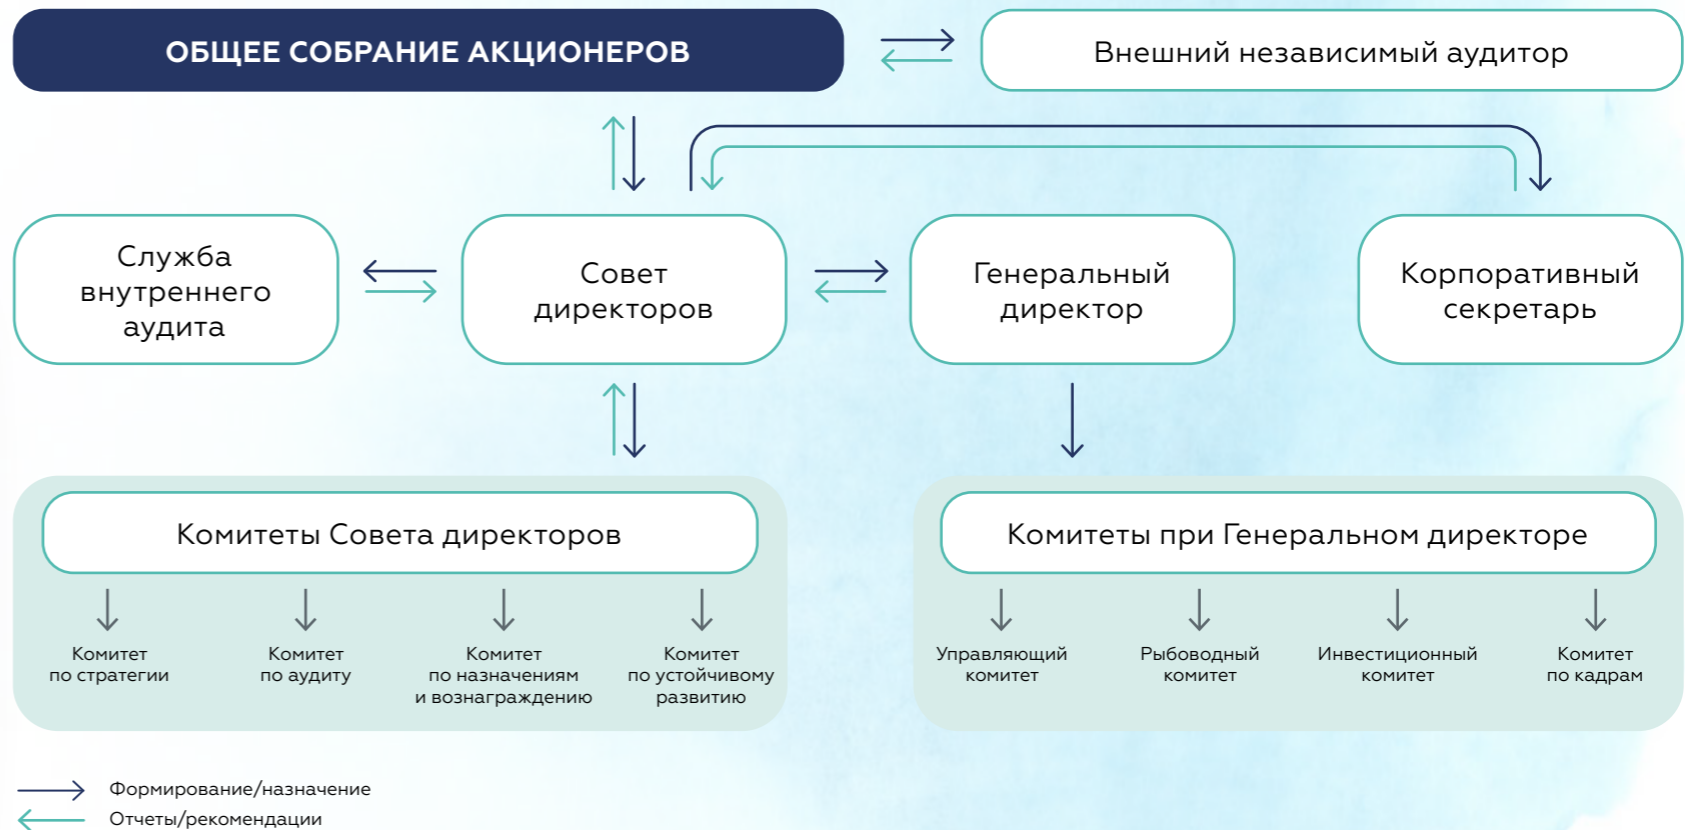 ОБЩЕЕ СОБРАНИЕ АКЦИОНЕРОВ
Внешний независимый аудитор
Служба
внутреннего
аудита
Совет
директоров
Генеральный
директор
Корпоративный
секретарь
Комитеты Совета директоров
Комитет
по стратегии
Комитет
по аудиту
Комитет
по назначениям
и вознаграждению
Комитет
по устойчивому
развитию
Комитеты при Генеральном директоре
Управляющий
комитет
Рыбоводный
комитет
Инвестиционный
комитет
Комитет
по кадрам
Формирование/назначение
Отчеты/рекомендации